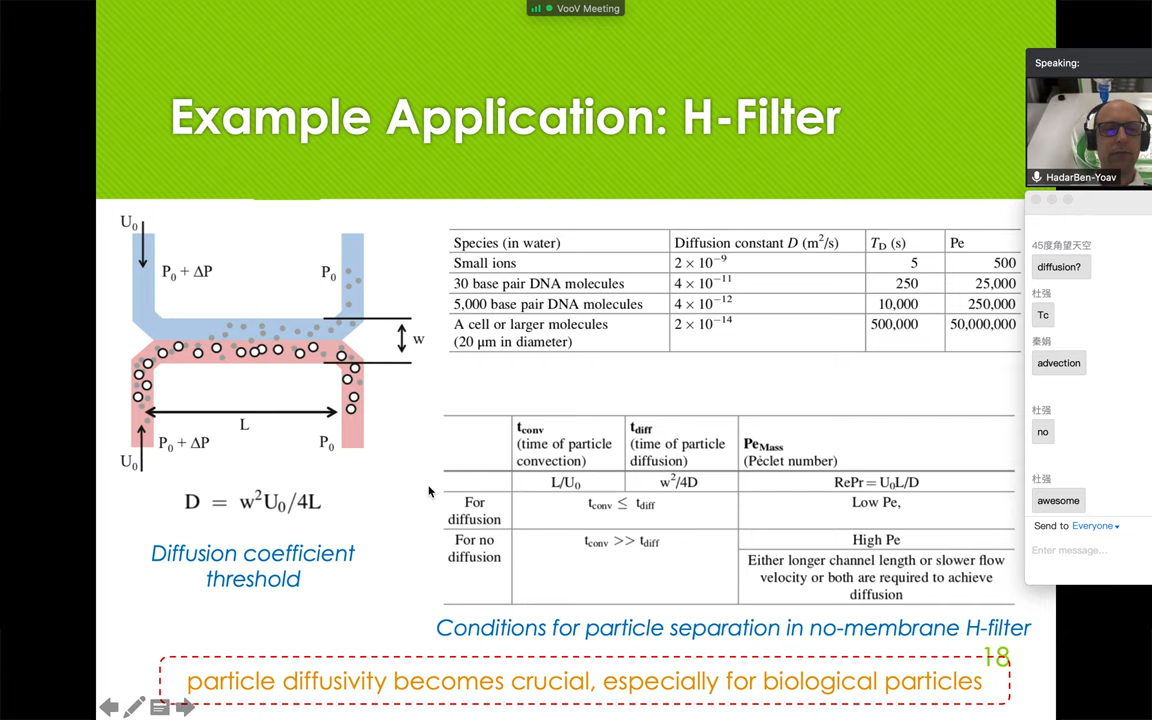 VooV Meeting
Example Application: H-Filter
Speaking:
HadarBen-Yoav
U₀
P₀ + ΔP
P₀
w
L
P₀ + ΔP
P₀
U₀
D = w²U₀/4L
Diffusion coefficient
threshold
Species (in water) Diffusion constant D (m²/s) T_D (s) Pe
Small ions 2 × 10⁻⁹ 5 500
30 base pair DNA molecules 4 × 10⁻¹¹ 250 25,000
5,000 base pair DNA molecules 4 × 10⁻¹² 10,000 250,000
A cell or larger molecules 2 × 10⁻¹⁴ 500,000 50,000,000
(20 μm in diameter)
t_conv t_diff Pe_Mass
(time of particle (time of particle (Pėclet number)
convection) diffusion)
L/U₀ w²/4D RePr = U₀L/D
For t_conv ≤ t_diff Low Pe,
diffusion
For no t_conv >> t_diff High Pe
diffusion Either longer channel length or slower flow
velocity or both are required to achieve
diffusion
Conditions for particle separation in no-membrane H-filter
18
particle diffusivity becomes crucial, especially for biological particles
45度角望天空
diffusion?
杜强
Tc
秦娟
advection
杜强
no
杜强
awesome
Send to Everyone
Enter message...